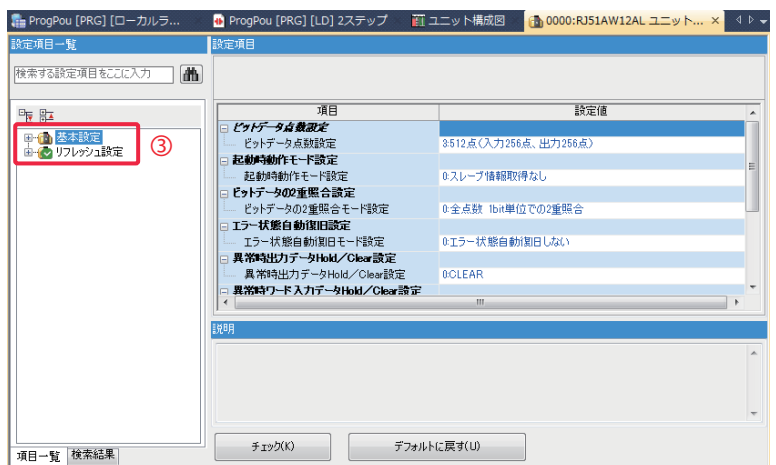 ProgPou [PRG] [ローカルラ...
ProgPou [PRG] [LD] 2ステップ
ユニット構成図
0000:RJ51AW12AL ユニット... ×
設定項目一覧
設定項目
検索する設定項目をここに入力
基本設定
リフレッシュ設定
③
項目 設定値
ビットデータ点数設定
ビットデータ点数設定 3:512点(入力256点、出力256点)
起動時動作モード設定
起動時動作モード設定 0:スレーブ情報取得なし
ビットデータの2重照合設定
ビットデータの2重照合モード設定 0:全点数 1bit単位での2重照合
エラー状態自動復旧設定
エラー状態自動復旧モード設定 0:エラー状態自動復旧しない
異常時出力データHold/Clear設定
異常時出力データHold/Clear設定 0:CLEAR
異常時ワード入力データHold/Clear設定
説明
チェック(K)
デフォルトに戻す(U)
項目一覧 検索結果